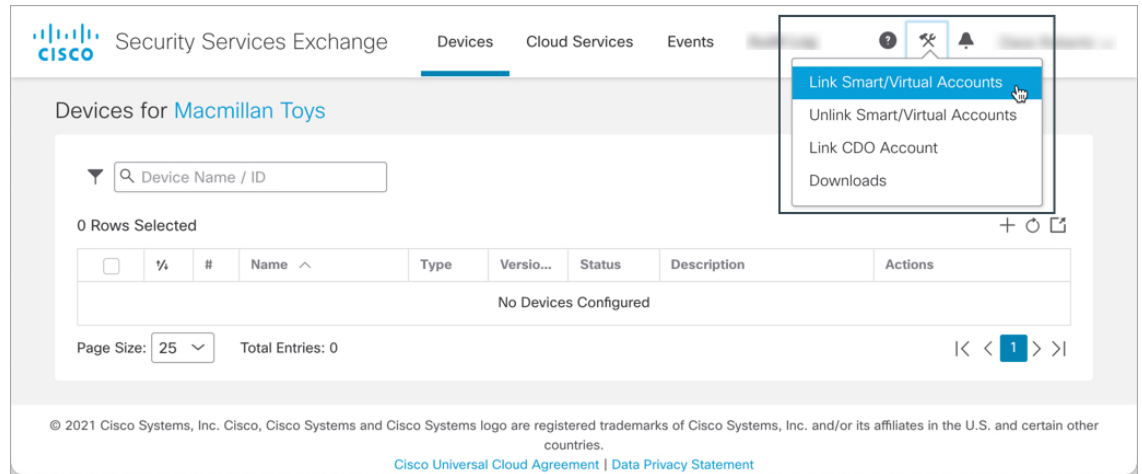 CISCO Security Services Exchange Devices Cloud Services Events
Link Smart/Virtual Accounts
Unlink Smart/Virtual Accounts
Link CDO Account
Downloads
Devices for Macmillan Toys
Device Name / ID
0 Rows Selected
# Name Type Versio... Status Description Actions
No Devices Configured
Page Size: 25 Total Entries: 0 1
© 2021 Cisco Systems, Inc. Cisco, Cisco Systems and Cisco Systems logo are registered trademarks of Cisco Systems, Inc. and/or its affiliates in the U.S. and certain other
countries.
Cisco Universal Cloud Agreement | Data Privacy Statement